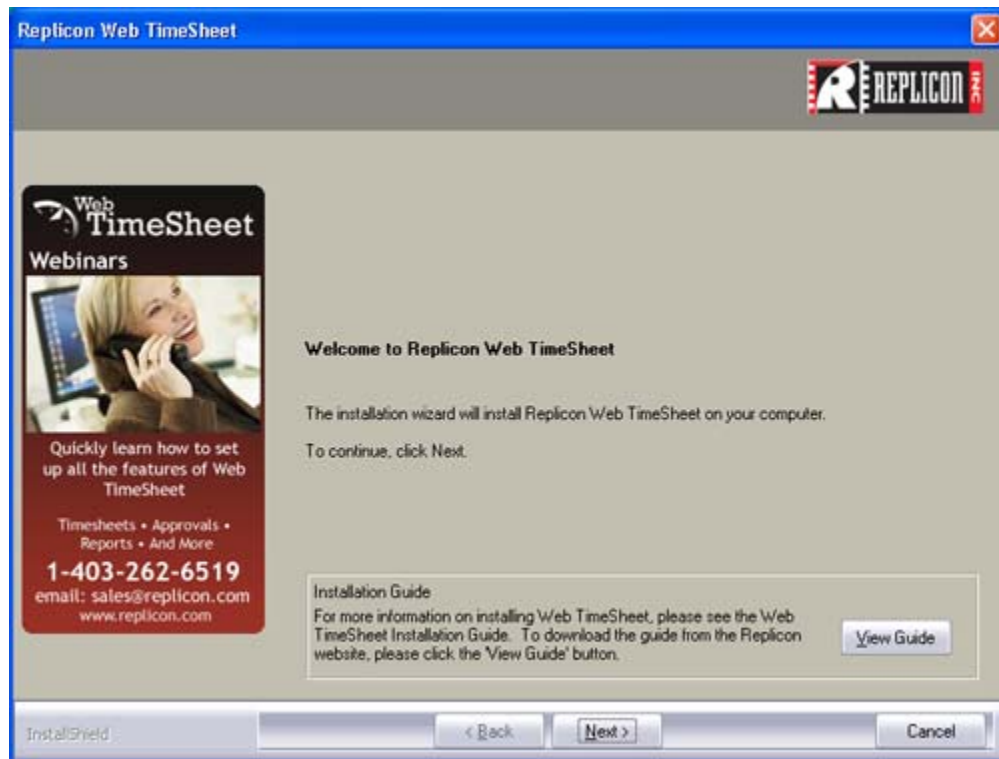 Replicon Web TimeSheet
R REPLICON INC
Web
TimeSheet
Webinars
Quickly learn how to set
up all the features of Web
TimeSheet
Timesheets • Approvals •
Reports • And More
1-403-262-6519
email: sales@replicon.com
www.replicon.com
Welcome to Replicon Web TimeSheet
The installation wizard will install Replicon Web TimeSheet on your computer.
To continue, click Next.
Installation Guide
For more information on installing Web TimeSheet, please see the Web
TimeSheet Installation Guide. To download the guide from the Replicon
website, please click the 'View Guide' button.
View Guide
InstallShield
< Back
Next >
Cancel